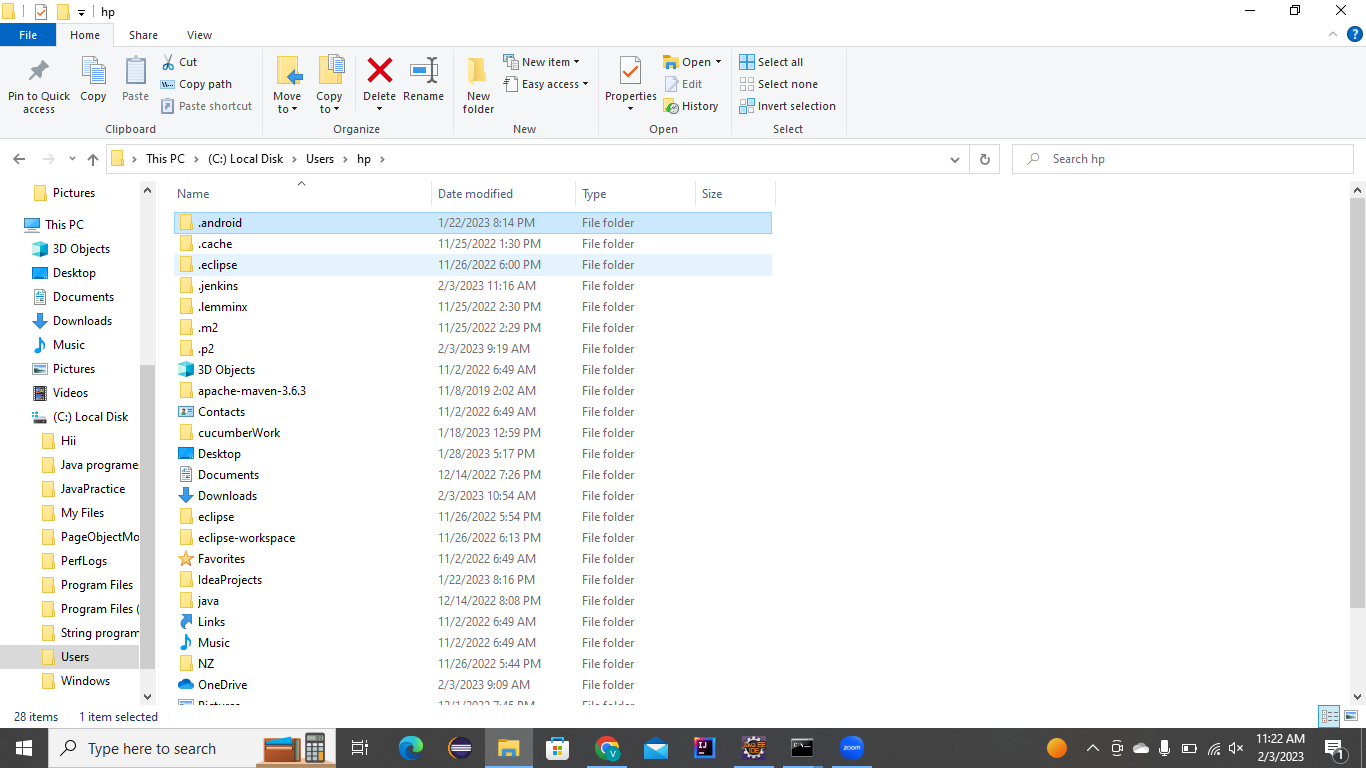 hp
File Home Share View
Pin to Quick access
Copy
Paste
Cut
Copy path
Paste shortcut
Clipboard
Move to
Copy to
Delete
Rename
Organize
New folder
New item
Easy access
New
Properties
Open
Edit
History
Open
Select all
Select none
Invert selection
Select
This PC > (C:) Local Disk > Users > hp >
Search hp
Pictures
This PC
3D Objects
Desktop
Documents
Downloads
Music
Pictures
Videos
(C:) Local Disk
Hii
Java programe
JavaPractice
My Files
PageObjectMo
PerfLogs
Program Files
Program Files (
String program
Users
Windows
Name Date modified Type Size
.android 1/22/2023 8:14 PM File folder
.cache 11/25/2022 1:30 PM File folder
.eclipse 11/26/2022 6:00 PM File folder
.jenkins 2/3/2023 11:16 AM File folder
.lemminx 11/25/2022 2:30 PM File folder
.m2 11/25/2022 2:29 PM File folder
.p2 2/3/2023 9:19 AM File folder
3D Objects 11/2/2022 6:49 AM File folder
apache-maven-3.6.3 11/8/2019 2:02 AM File folder
Contacts 11/2/2022 6:49 AM File folder
cucumberWork 1/18/2023 12:59 PM File folder
Desktop 1/28/2023 5:17 PM File folder
Documents 12/14/2022 7:26 PM File folder
Downloads 2/3/2023 10:54 AM File folder
eclipse 11/26/2022 5:54 PM File folder
eclipse-workspace 11/26/2022 6:13 PM File folder
Favorites 11/2/2022 6:49 AM File folder
IdeaProjects 1/22/2023 8:16 PM File folder
java 12/14/2022 8:08 PM File folder
Links 11/2/2022 6:49 AM File folder
Music 11/2/2022 6:49 AM File folder
NZ 11/26/2022 5:44 PM File folder
OneDrive 2/3/2023 9:09 AM File folder
Pictures 12/1/2022 7:45 PM File folder
28 items 1 item selected
Type here to search
zoom
11:22 AM
2/3/2023
1